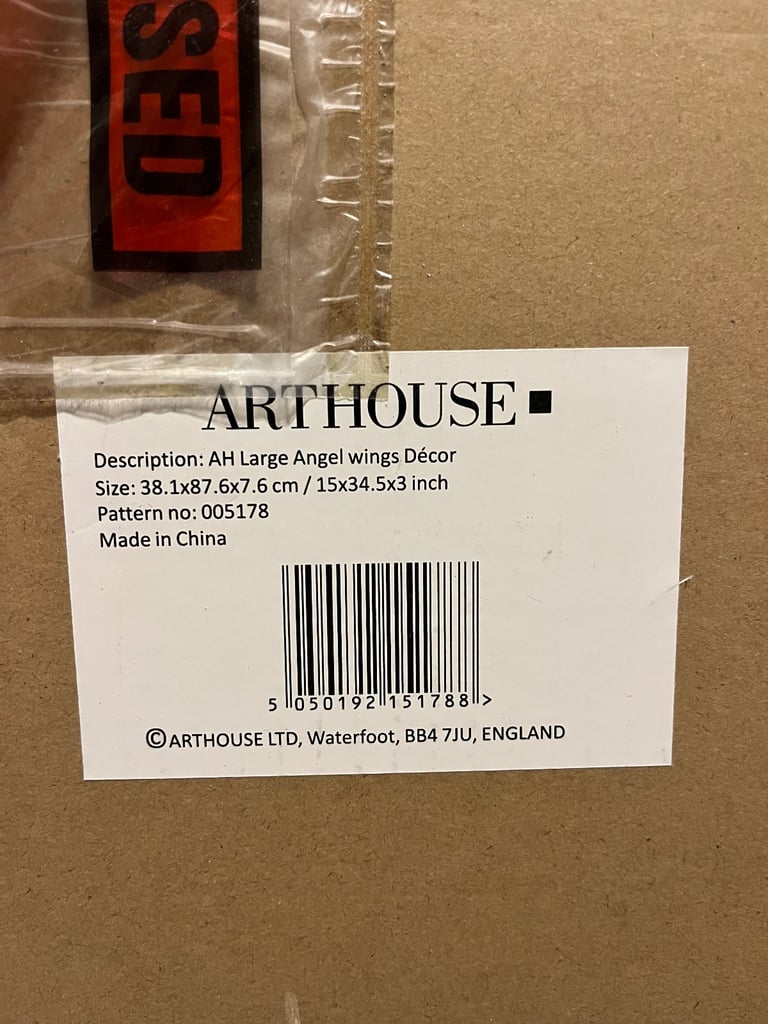 SED
ARTHOUSE
Description: AH Large Angel wings Décor
Size: 38.1x87.6x7.6 cm / 15x34.5x3 inch
Pattern no: 005178
Made in China
5 050192 151788 >
©ARTHOUSE LTD, Waterfoot, BB4 7JU, ENGLAND